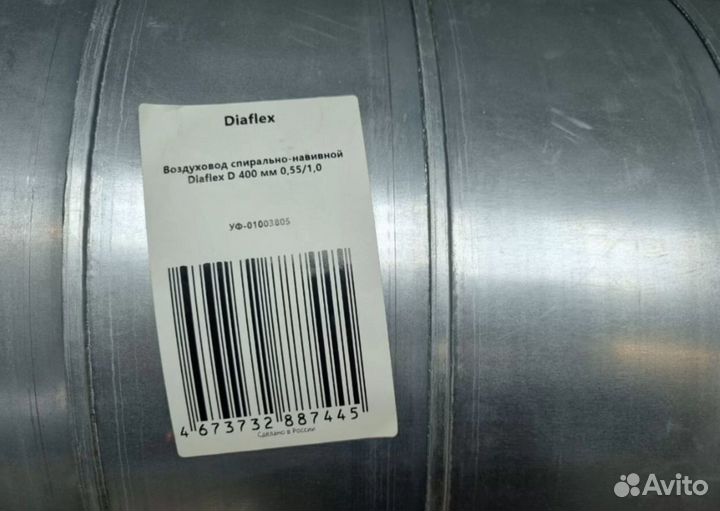 Diaflex
Воздуховод спирально-навивной
Diaflex D 400 мм 0,55/1,0
УФ-01003805
4 673732 887445
Сделано в России
Avito